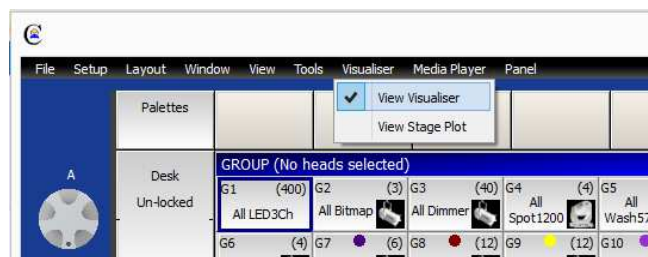 File Setup Layout Window View Tools Visualiser Media Player Panel
View Visualiser
View Stage Plot
Palettes
A
Desk
Un-locked
GROUP (No heads selected)
G1 (400) G2 (3) G3 (40) G4 (4) G5
All LED3Ch All Bitmap All Dimmer All Spot1200 All Wash57
G6 (4) G7 (6) G8 (12) G9 (12) G10